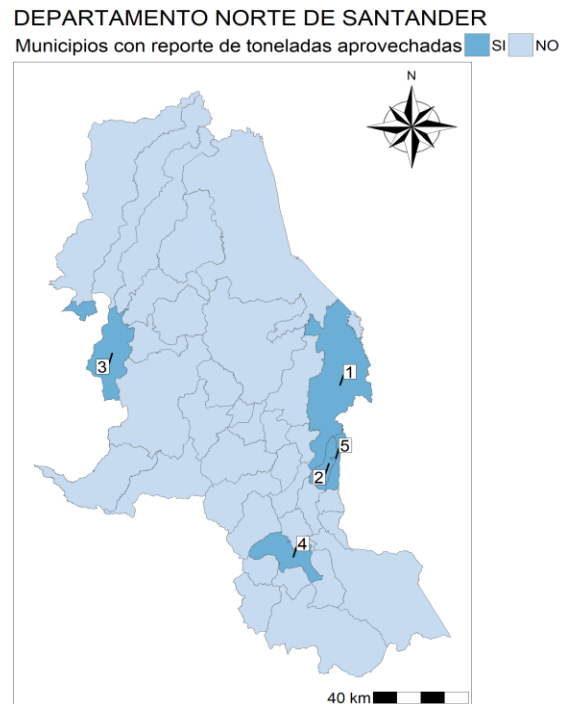 DEPARTAMENTO NORTE DE SANTANDER
Municipios con reporte de toneladas aprovechadas SI NO
N
1
3
5
2
4
40 km